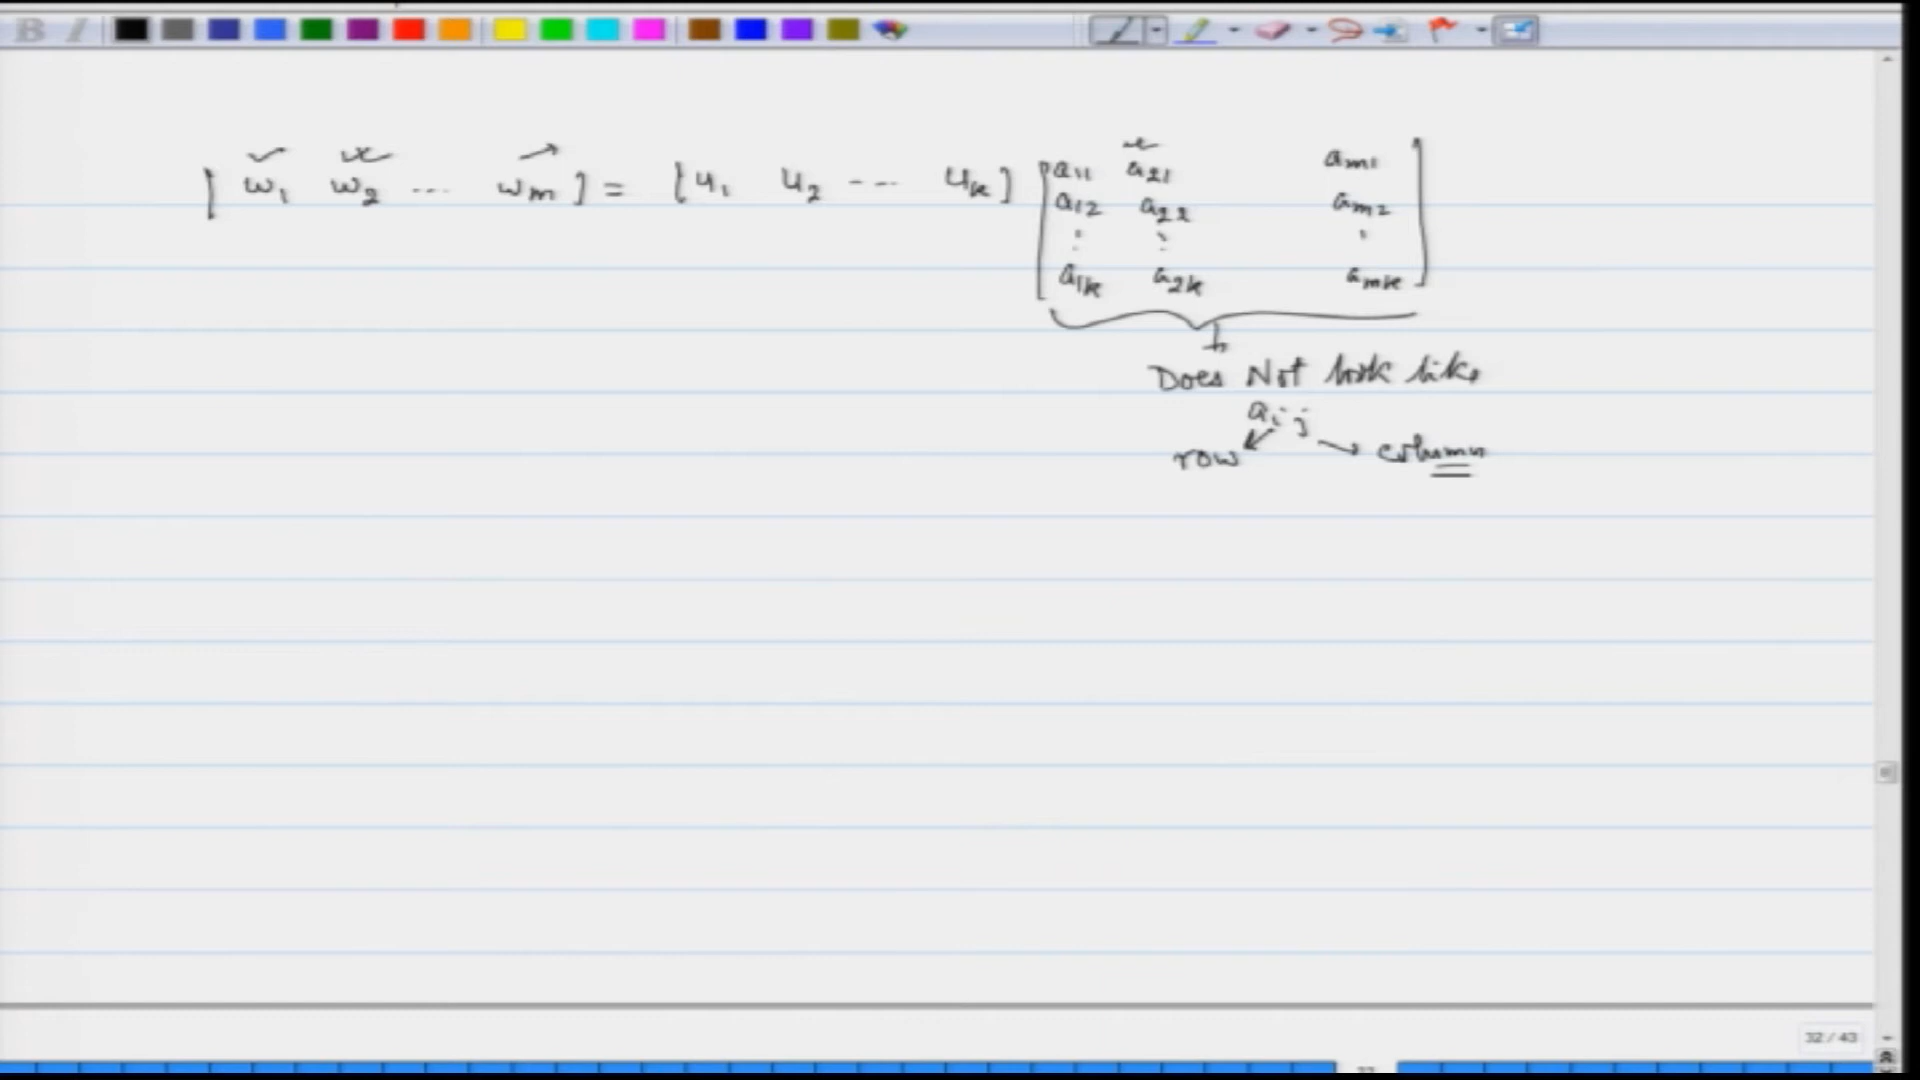 B I
[ w₁ w₂ ... wₘ ] = [ u₁ u₂ --- uₖ ] [ a₁₁ a₂₁ aₘ₁
a₁₂ a₂₂ aₘ₂
⋮ ⋮ ⋮
a₁ₖ a₂ₖ aₘₖ ]
Does Not look like
aᵢⱼ
row column
32 / 43